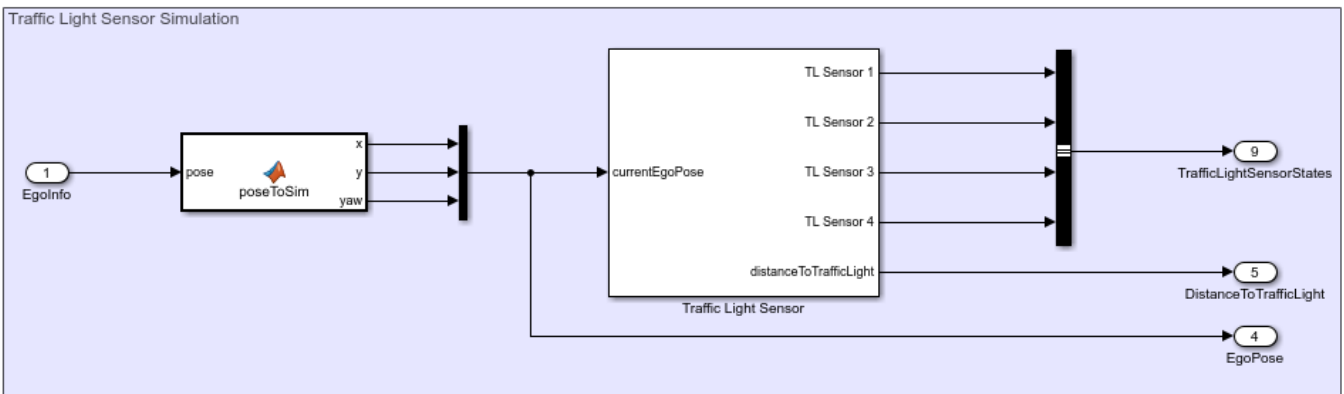 Traffic Light Sensor Simulation
1
EgoInfo
pose
poseToSim
x
y
yaw
currentEgoPose
TL Sensor 1
TL Sensor 2
TL Sensor 3
TL Sensor 4
distanceToTrafficLight
Traffic Light Sensor
9
TrafficLightSensorStates
5
DistanceToTrafficLight
4
EgoPose